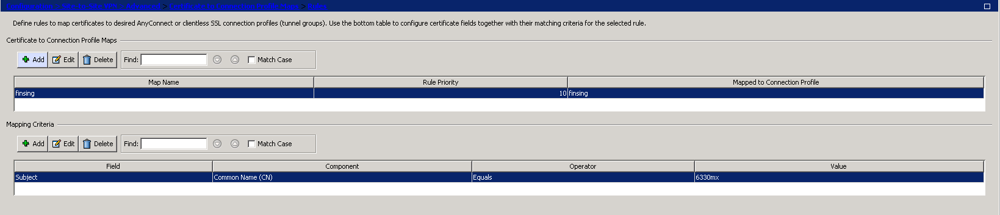 Configuration > Site-to-Site VPN > Advanced > Certificate to Connection Profile Maps > Rules
Define rules to map certificates to desired AnyConnect or clientless SSL connection profiles (tunnel groups). Use the bottom table to configure certificate fields together with their matching criteria for the selected rule.
Certificate to Connection Profile Maps
Add Edit Delete Find: Match Case
Map Name Rule Priority Mapped to Connection Profile
finsing 10 finsing
Mapping Criteria
Add Edit Delete Find: Match Case
Field Component Operator Value
Subject Common Name (CN) Equals 6330mx